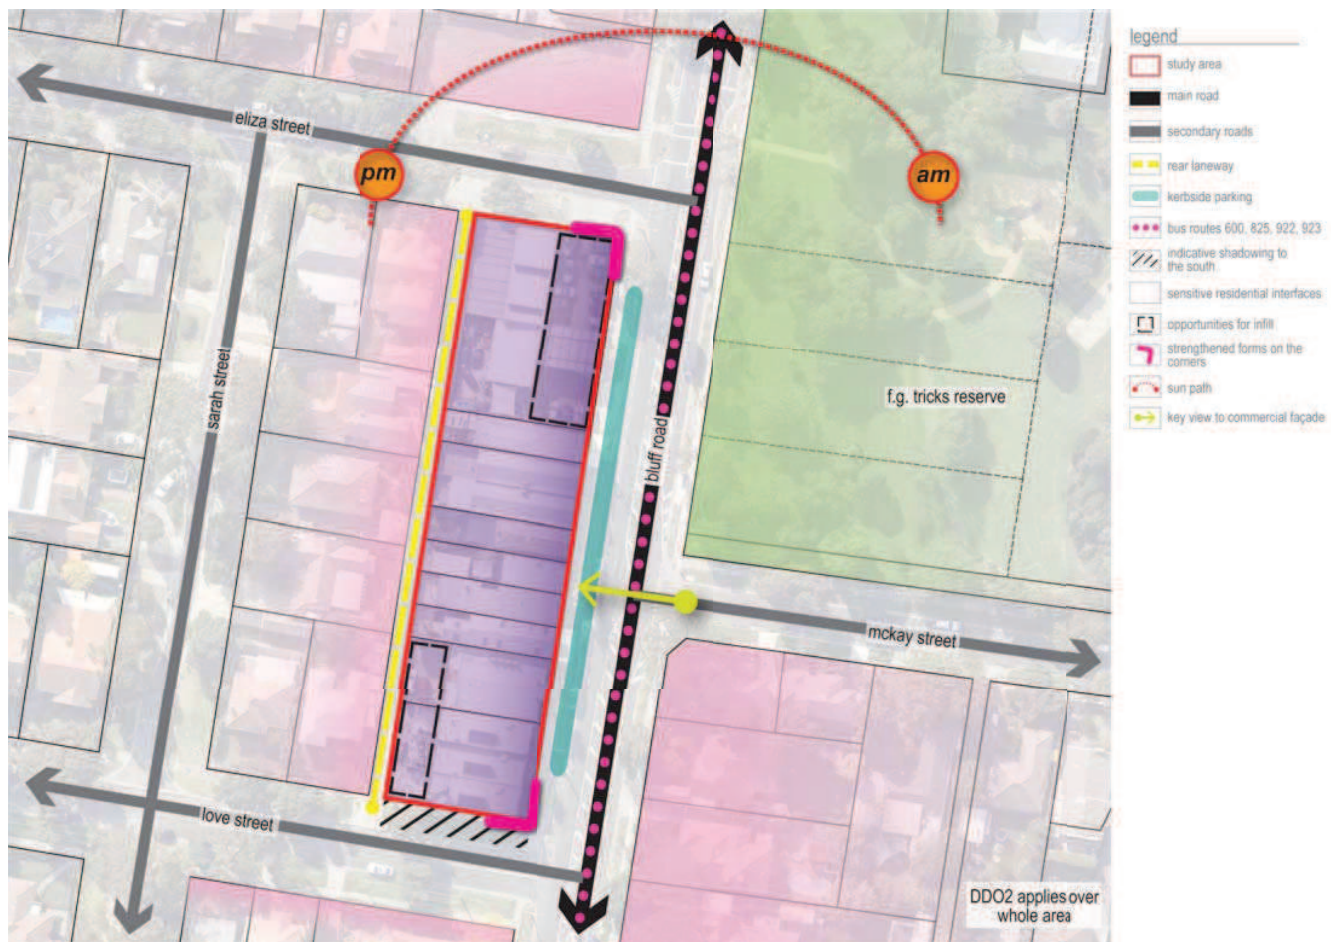 eliza street
pm
am
sarah street
bluff road
f.g. tricks reserve
mckay street
love street
DDO2 applies over
whole area
legend
study area
main road
secondary roads
rear laneway
kerbside parking
bus routes 600, 825, 922, 923
indicative shadowing to
the south
sensitive residential interfaces
opportunities for infill
strengthened forms on the
corners
sun path
key view to commercial façade